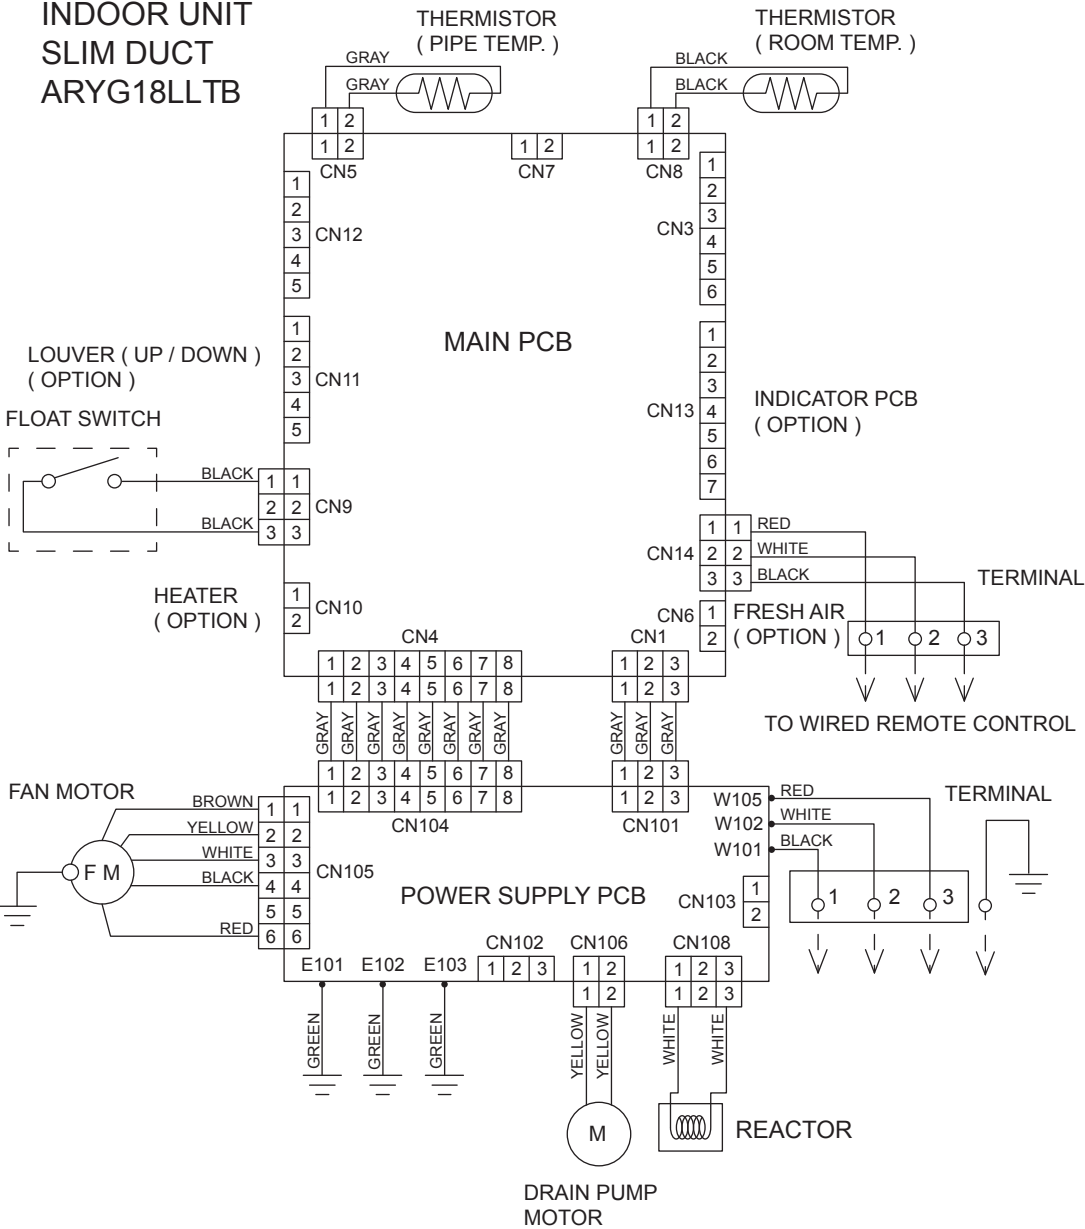 INDOOR UNIT
SLIM DUCT
ARYG18LLTB
THERMISTOR
( PIPE TEMP. )
THERMISTOR
( ROOM TEMP. )
GRAY
GRAY
BLACK
BLACK
1 2
1 2
CN5
1 2
CN7
1 2
1 2
CN8
1
2
3
4
5
CN12
1
2
3
4
5
6
CN3
MAIN PCB
LOUVER ( UP / DOWN )
( OPTION )
1
2
3
4
5
CN11
1
2
3
4
5
6
7
CN13
INDICATOR PCB
( OPTION )
FLOAT SWITCH
BLACK
BLACK
1 1
2 2
3 3
CN9
CN14
1 1
2 2
3 3
RED
WHITE
BLACK
TERMINAL
1 2 3
TO WIRED REMOTE CONTROL
HEATER
( OPTION )
1
2
CN10
CN6
1
2
FRESH AIR
( OPTION )
CN4
1 2 3 4 5 6 7 8
1 2 3 4 5 6 7 8
CN1
1 2 3
1 2 3
GRAY GRAY GRAY GRAY GRAY GRAY GRAY GRAY
GRAY GRAY GRAY
1 2 3 4 5 6 7 8
1 2 3 4 5 6 7 8
CN104
1 2 3
1 2 3
CN101
FAN MOTOR
F M
BROWN
YELLOW
WHITE
BLACK
RED
1 1
2 2
3 3
4 4
5 5
6 6
CN105
POWER SUPPLY PCB
W105
W102
W101
RED
WHITE
BLACK
TERMINAL
1 2 3
CN103
1
2
E101 E102 E103
CN102
1 2 3
CN106
1 2
1 2
CN108
1 2 3
1 2 3
GREEN GREEN GREEN
YELLOW YELLOW
WHITE WHITE
M
REACTOR
DRAIN PUMP
MOTOR